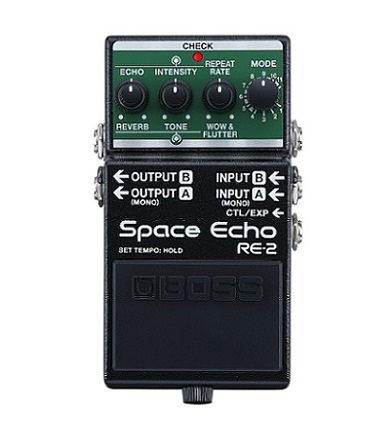 CHECK
ECHO INTENSITY REPEAT RATE MODE
REVERB TONE WOW & FLUTTER
OUTPUT B INPUT B
OUTPUT A INPUT A
(MONO) (MONO)
CTL/EXP
Space Echo
SET TEMPO: HOLD RE-2
BOSS